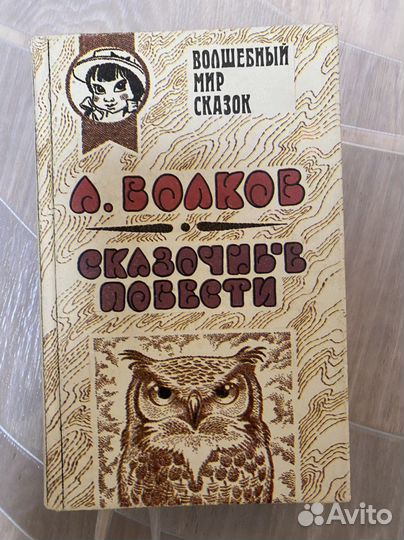 ВОЛШЕБНЫЙ
МИР
СКАЗОК
А. ВОЛКОВ
СКАЗОЧНЫЕ
ПОВЕСТИ
Avito